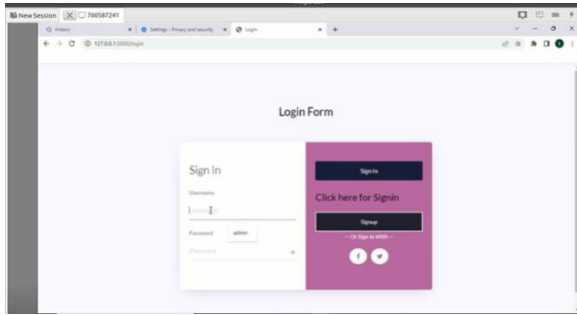 New Session 760587241
History Settings - Privacy and security Login
127.0.0.1:5000/login
Login Form
Sign In
Username
Password admin
Password
Sign In
Click here for Signin
Signup
— Or Sign In With —